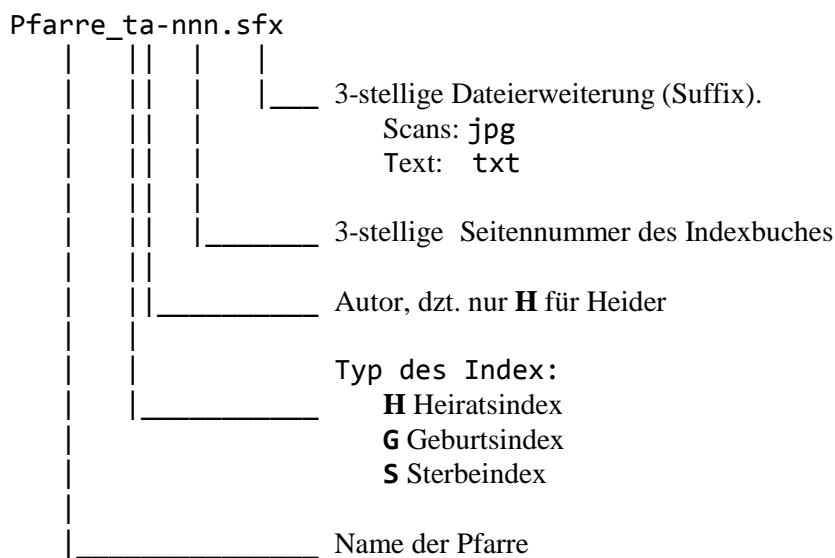 Pfarre_ta-nnn.sfx
3-stellige Dateierweiterung (Suffix).
Scans: jpg
Text: txt
3-stellige Seitennummer des Indexbuches
Autor, dzt. nur H für Heider
Typ des Index:
H Heiratsindex
G Geburtsindex
S Sterbeindex
Name der Pfarre